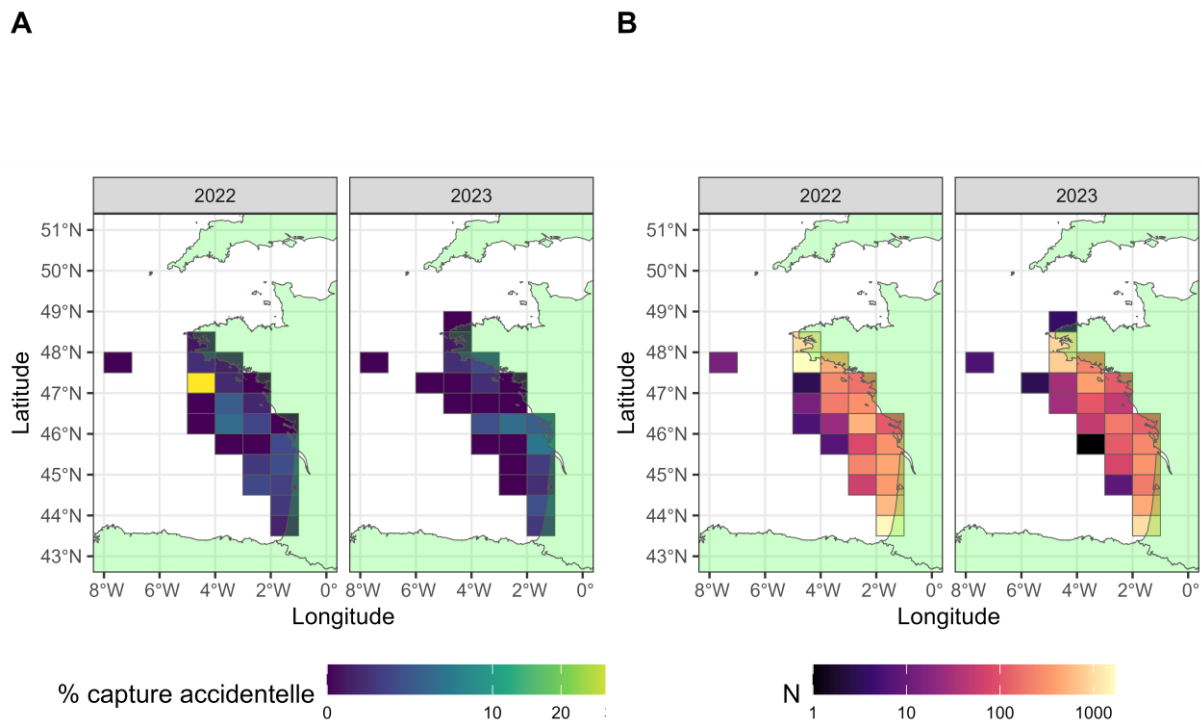 A
B
2022
2023
2022
2023
51°N
50°N
49°N
48°N
47°N
46°N
45°N
44°N
43°N
Latitude
8°W 6°W 4°W 2°W 0°
8°W 6°W 4°W 2°W 0°
Longitude
51°N
50°N
49°N
48°N
47°N
46°N
45°N
44°N
43°N
Latitude
8°W 6°W 4°W 2°W 0°
8°W 6°W 4°W 2°W 0°
Longitude
% capture accidentelle
0 10 20
N
1 10 100 1000